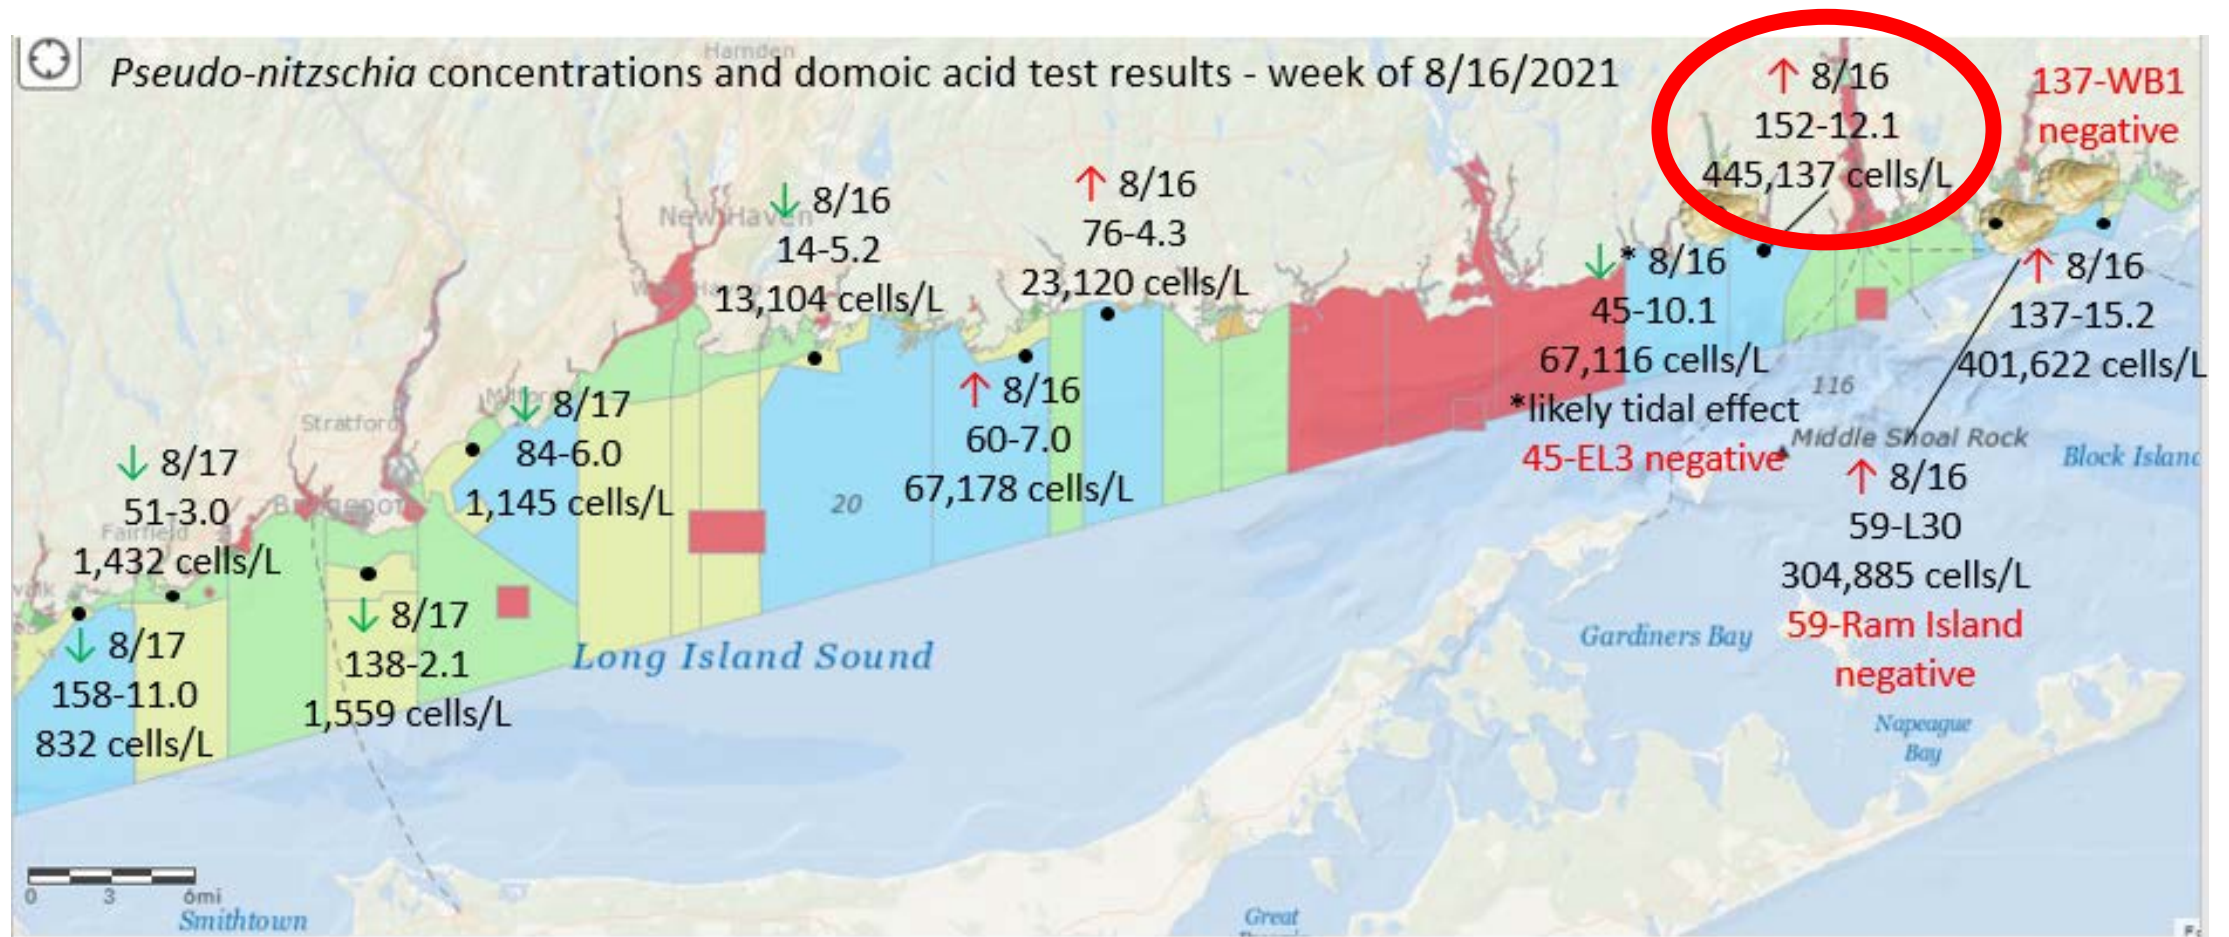 Hamden
Pseudo-nitzschia concentrations and domoic acid test results - week of 8/16/2021
↑ 8/16
152-12.1
445,137 cells/L
137-WB1
negative
New Haven
↓ 8/16
14-5.2
13,104 cells/L
↑ 8/16
76-4.3
23,120 cells/L
↓* 8/16
45-10.1
67,116 cells/L
*likely tidal effect
45-EL3 negative
↑ 8/16
137-15.2
401,622 cells/L
116
Middle Shoal Rock
Block Island
↑ 8/16
59-L30
304,885 cells/L
59-Ram Island
negative
Milford
↓ 8/17
84-6.0
1,145 cells/L
↑ 8/16
60-7.0
67,178 cells/L
20
Stratford
↓ 8/17
51-3.0
Fairfield
1,432 cells/L
Bridgeport
↓ 8/17
158-11.0
832 cells/L
↓ 8/17
138-2.1
1,559 cells/L
Long Island Sound
Gardiners Bay
Napeague
Bay
0 3 6mi
Smithtown
Great